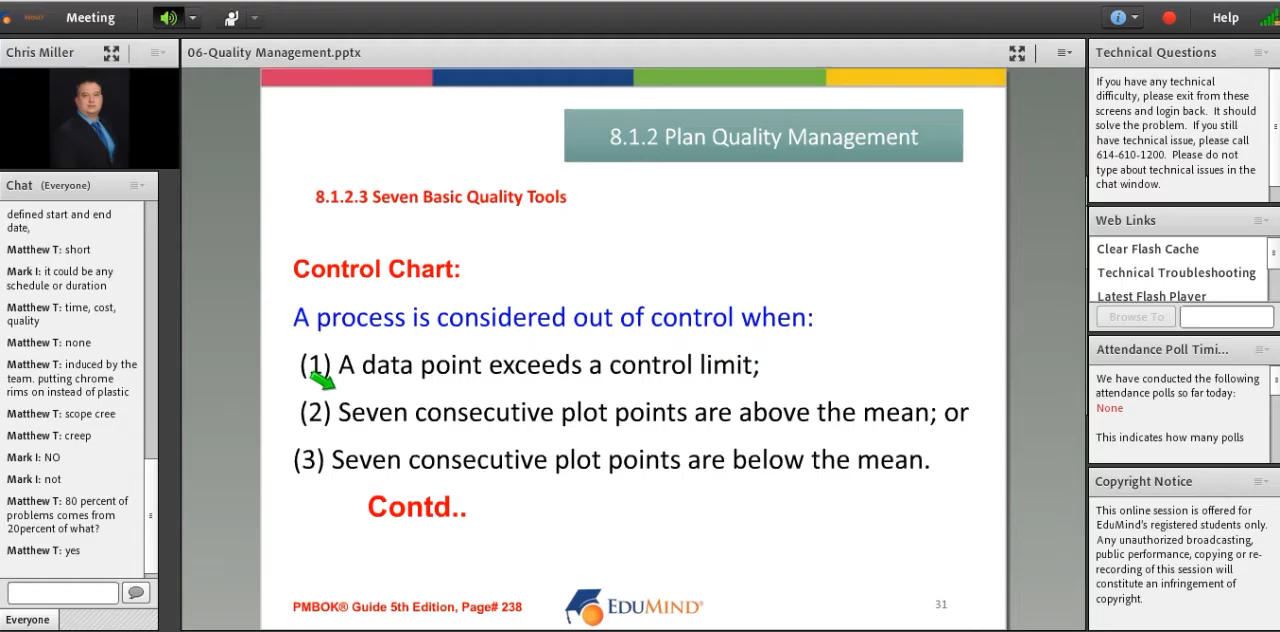 Meeting
Help
Chris Miller
06-Quality Management.pptx
8.1.2 Plan Quality Management
8.1.2.3 Seven Basic Quality Tools
Control Chart:
A process is considered out of control when:
(1) A data point exceeds a control limit;
(2) Seven consecutive plot points are above the mean; or
(3) Seven consecutive plot points are below the mean.
Contd..
PMBOK® Guide 5th Edition, Page# 238
EDUMIND®
31
Chat (Everyone)
defined start and end
date,
Matthew T: short
Mark I: it could be any
schedule or duration
Matthew T: time, cost,
quality
Matthew T: none
Matthew T: induced by the
team. putting chrome
rims on instead of plastic
Matthew T: scope cree
Matthew T: creep
Mark I: NO
Mark I: not
Matthew T: 80 percent of
problems comes from
20percent of what?
Matthew T: yes
Everyone
Technical Questions
If you have any technical
difficulty, please exit from these
screens and login back. It should
solve the problem. If you still
have technical issue, please call
614-610-1200. Please do not
type about technical issues in the
chat window.
Web Links
Clear Flash Cache
Technical Troubleshooting
Latest Flash Player
Browse To
Attendance Poll Timi...
We have conducted the following
attendance polls so far today:
None
This indicates how many polls
Copyright Notice
This online session is offered for
EduMind's registered students only.
Any unauthorized broadcasting,
public performance, copying or re-
recording of this session will
constitute an infringement of
copyright.